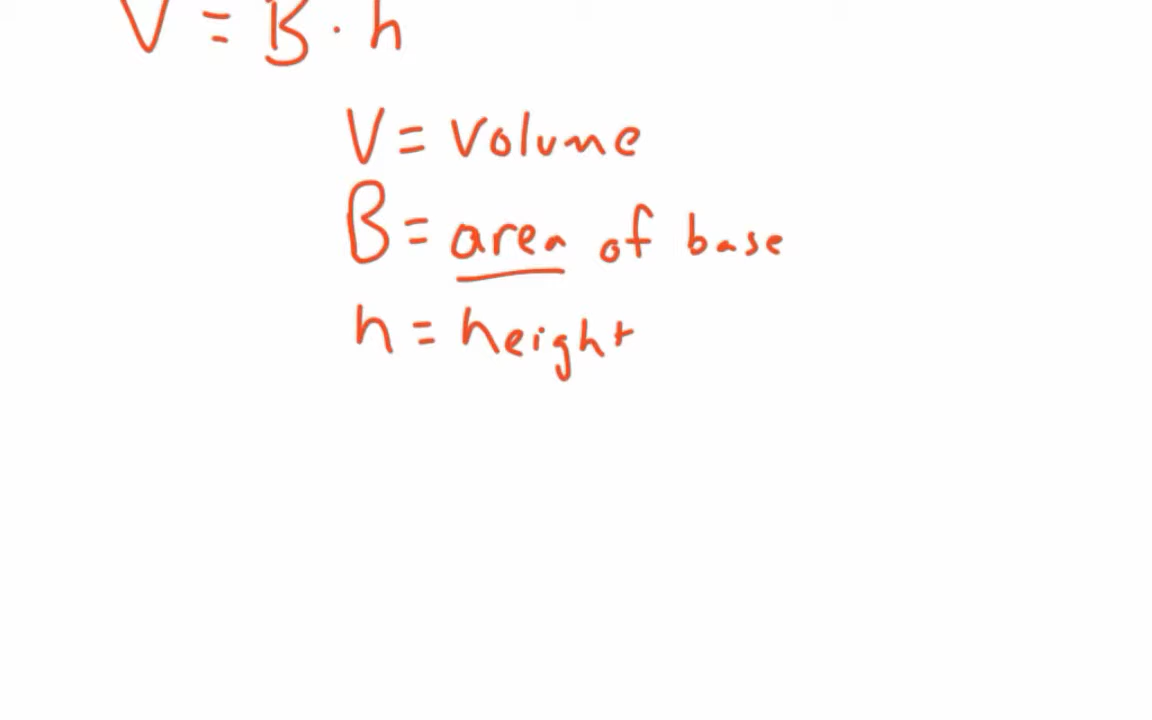 V = B · h
V = Volume
B = area of base
h = height